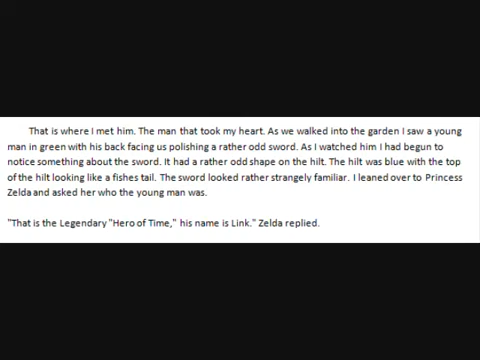 That is where I met him. The man that took my heart. As we walked into the garden I saw a young
man in green with his back facing us polishing a rather odd sword. As I watched him I had begun to
notice something about the sword. It had a rather odd shape on the hilt. The hilt was blue with the top
of the hilt looking like a fishes tail. The sword looked rather strangely familiar. I leaned over to Princess
Zelda and asked her who the young man was.
"That is the Legendary "Hero of Time," his name is Link." Zelda replied.